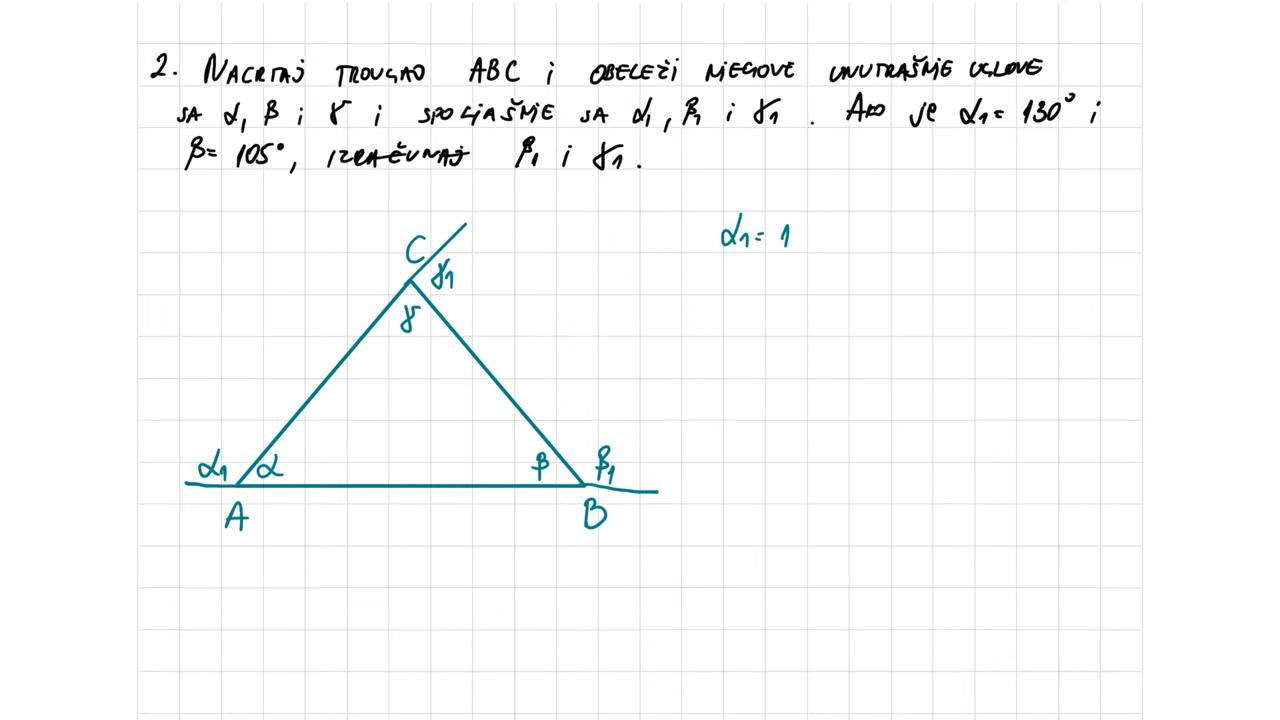 2. NACRTAJ TROUGAO ABC i OBELEŽI NJEGOVE UNUTRAŠNJE UGLOVE
SA α, β i γ i SPOLJAŠNJE SA α1, β1 i γ1. AKO JE α1 = 130° i
β = 105°, IZRAČUNAJ β1 i γ1.
α1 = 1
C
γ1
γ
α1 α β β1
A B